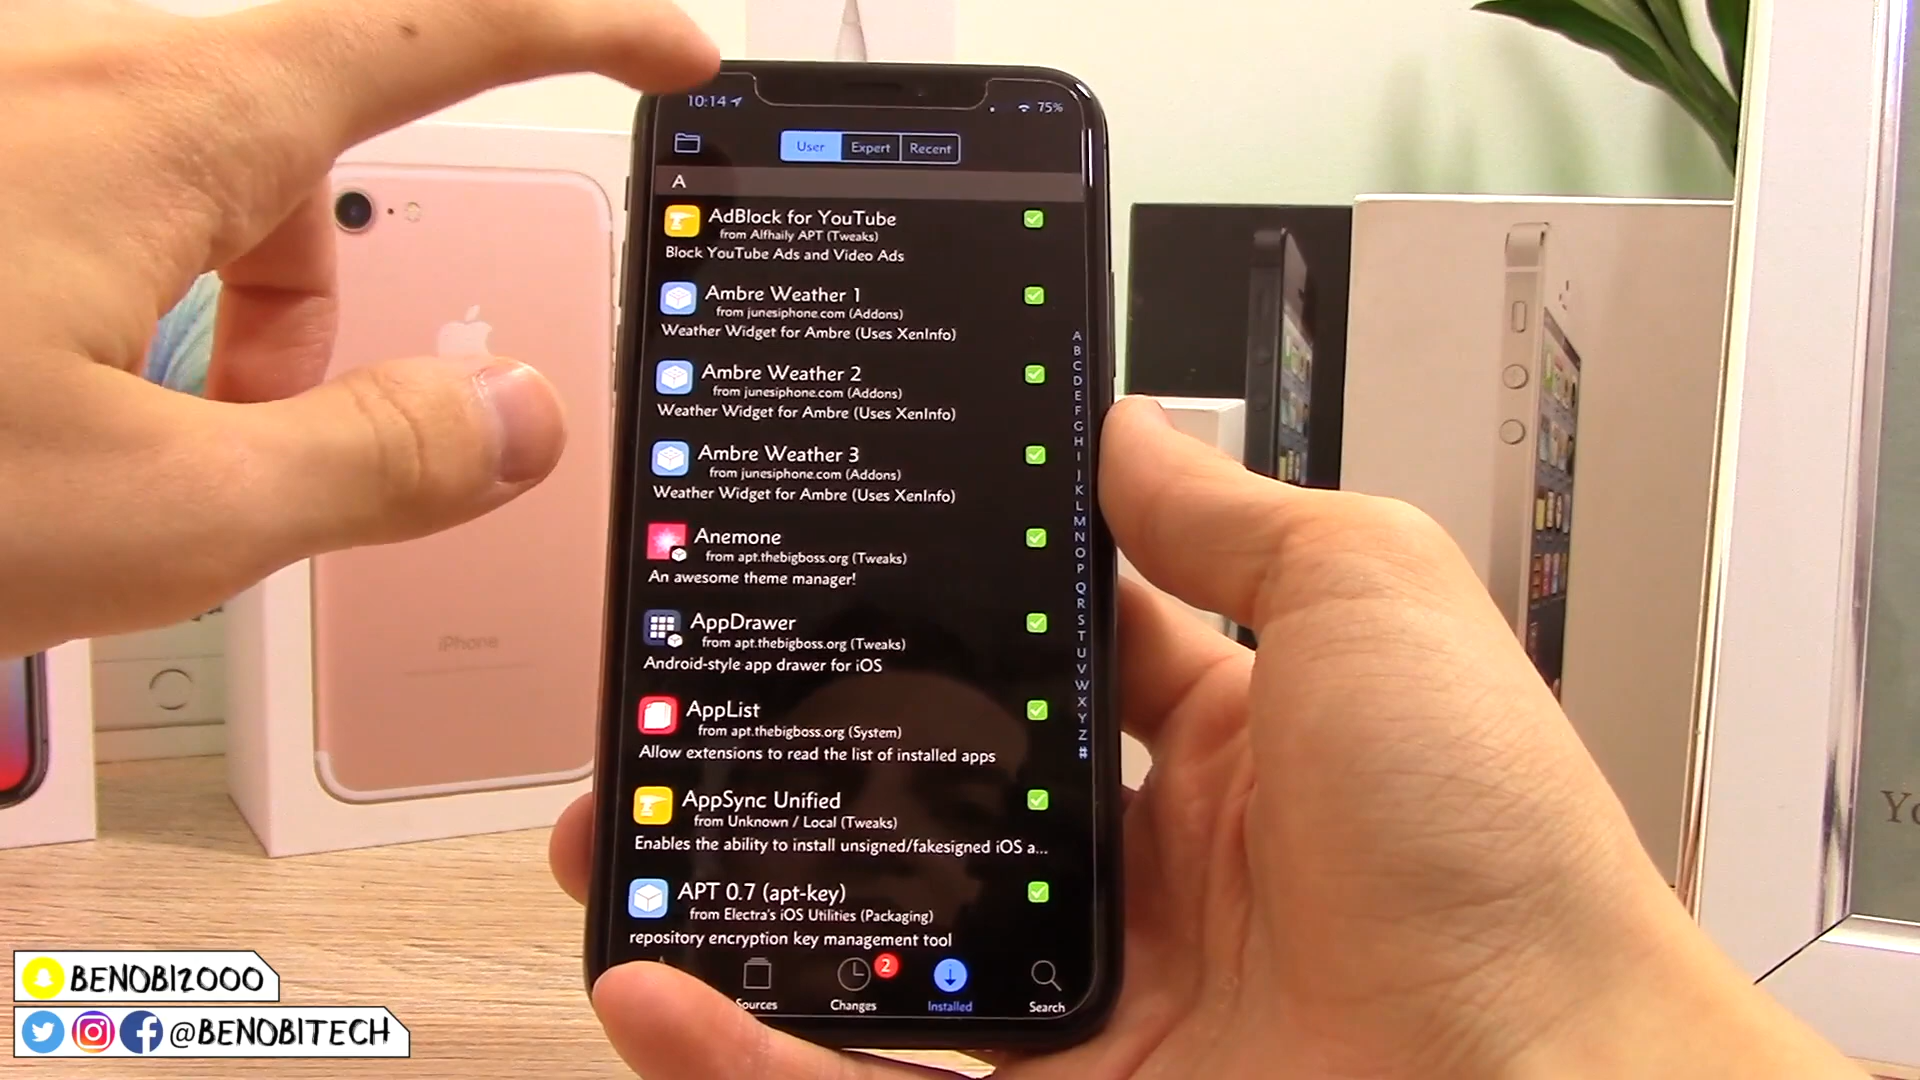 10:14
75%
User Expert Recent
A
AdBlock for YouTube
from Alfhaily APT (Tweaks)
Block YouTube Ads and Video Ads
Ambre Weather 1
from junesiphone.com (Addons)
Weather Widget for Ambre (Uses XenInfo)
Ambre Weather 2
from junesiphone.com (Addons)
Weather Widget for Ambre (Uses XenInfo)
Ambre Weather 3
from junesiphone.com (Addons)
Weather Widget for Ambre (Uses XenInfo)
Anemone
from apt.thebigboss.org (Tweaks)
An awesome theme manager!
AppDrawer
from apt.thebigboss.org (Tweaks)
Android-style app drawer for iOS
AppList
from apt.thebigboss.org (System)
Allow extensions to read the list of installed apps
AppSync Unified
from Unknown / Local (Tweaks)
Enables the ability to install unsigned/fakesigned iOS a...
APT 0.7 (apt-key)
from Electra's iOS Utilities (Packaging)
repository encryption key management tool
A
B
C
D
E
F
G
H
I
J
K
L
M
N
O
P
Q
R
S
T
U
V
W
X
Y
Z
#
2
Sources Changes Installed Search
iPhone
BENOBI2000
@BENOBITECH